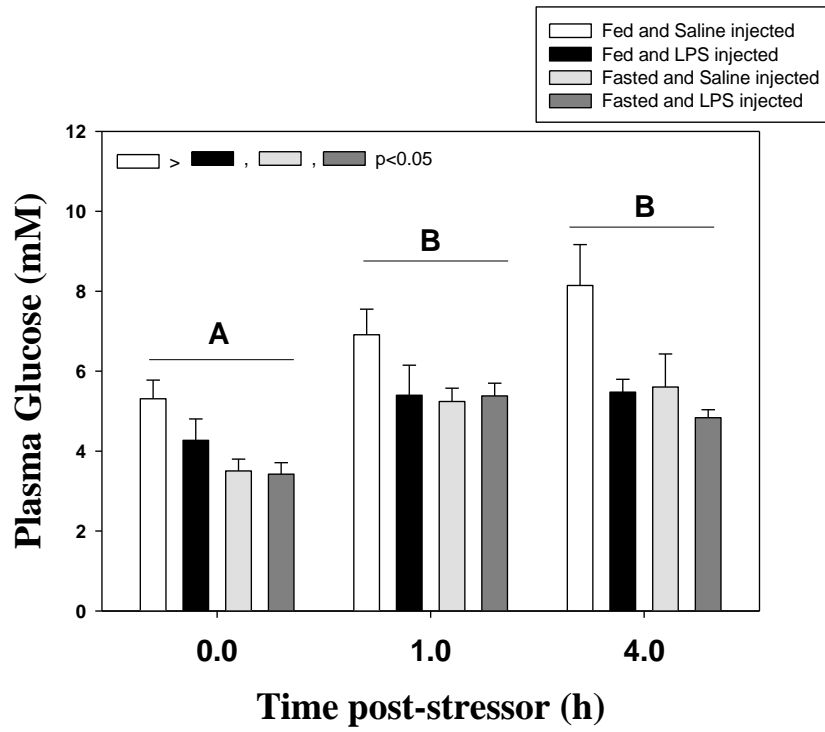 Fed and Saline injected
Fed and LPS injected
Fasted and Saline injected
Fasted and LPS injected
12
> , , p<0.05
10
B
B
8
A
6
4
2
0
0.0 1.0 4.0
Plasma Glucose (mM)
Time post-stressor (h)